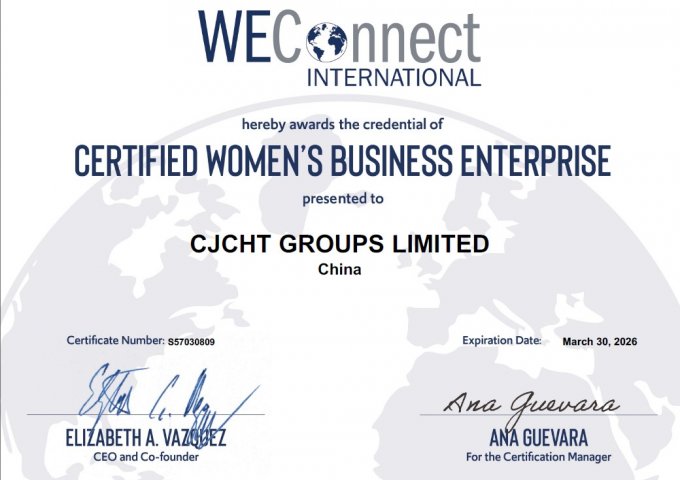 WEConnect
INTERNATIONAL
hereby awards the credential of
CERTIFIED WOMEN'S BUSINESS ENTERPRISE
presented to
CJCHT GROUPS LIMITED
China
Certificate Number: S57030809
Expiration Date: March 30, 2026
Ana Guevara
ELIZABETH A. VAZQUEZ
ANA GUEVARA
CEO and Co-founder
For the Certification Manager